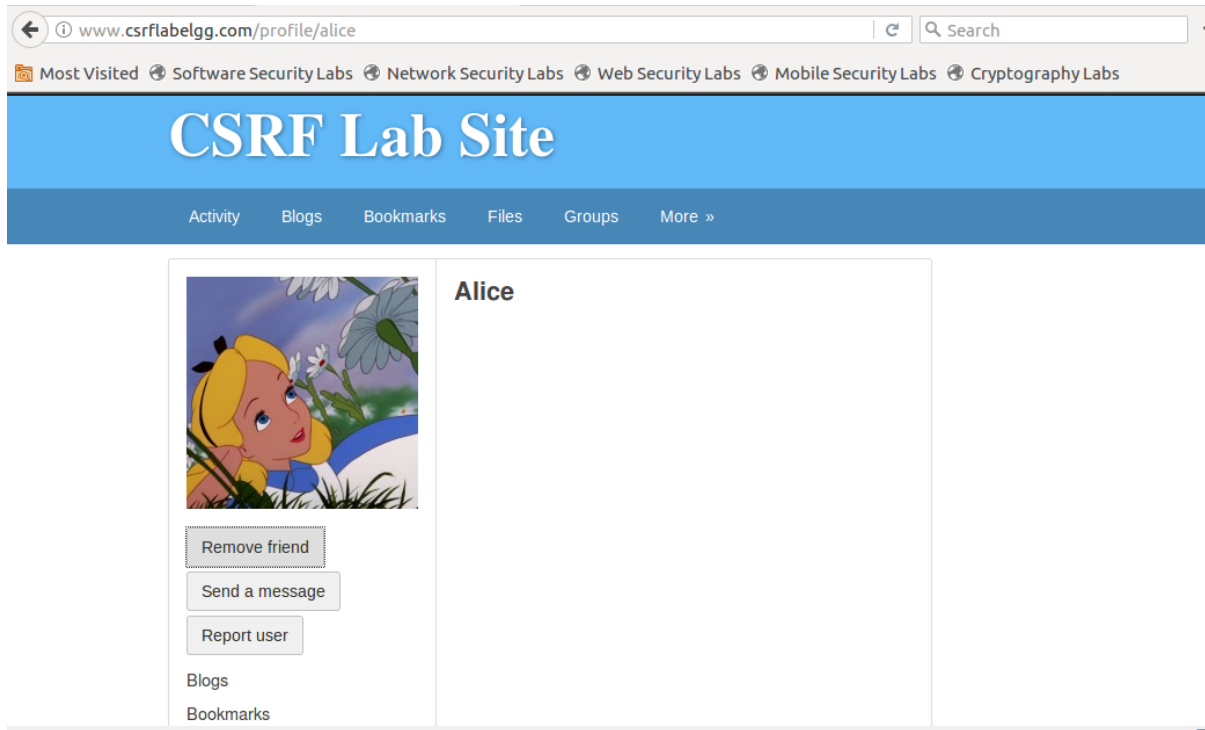 www.csrflabelgg.com/profile/alice Search
Most Visited Software Security Labs Network Security Labs Web Security Labs Mobile Security Labs Cryptography Labs
CSRF Lab Site
Activity Blogs Bookmarks Files Groups More »
Alice
Remove friend
Send a message
Report user
Blogs
Bookmarks